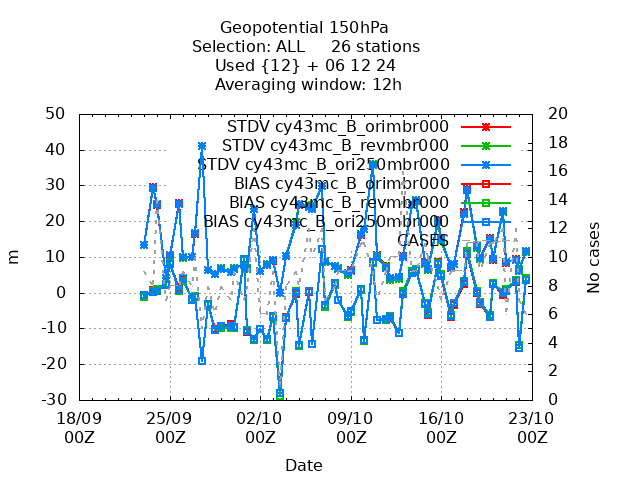 Geopotential 150hPa
Selection: ALL     26 stations
Used {12} + 06 12 24
Averaging window: 12h
50
40
30
20
10
0
-10
-20
-30
m
20
18
16
14
12
10
8
6
4
2
0
No cases
STDV cy43mc_B_orimbr000
STDV cy43mc_B_revmbr000
STDV cy43mc_B_ori250mbr000
BIAS cy43mc_B_orimbr000
BIAS cy43mc_B_revmbr000
BIAS cy43mc_B_ori250mbr000
CASES
18/09 25/09 02/10 09/10 16/10 23/10
00Z 00Z 00Z 00Z 00Z 00Z
Date